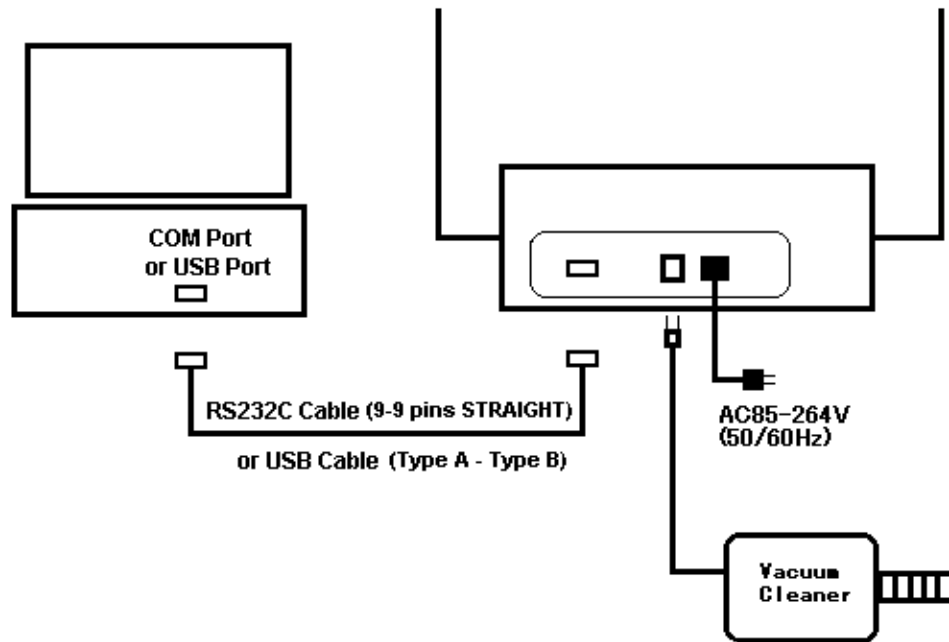 COM Port
or USB Port
RS232C Cable (9-9 pins STRAIGHT)
or USB Cable (Type A - Type B)
AC85-264V
(50/60Hz)
Vacuum
Cleaner